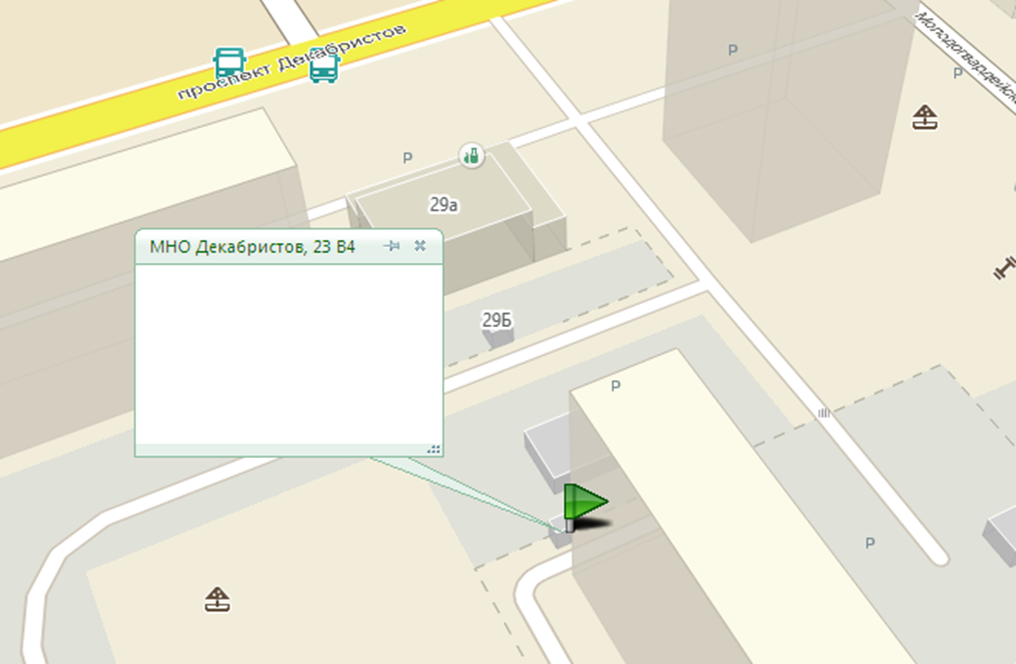 проспект Декабристов
Молодогвардейск
P
P
P
29а
МНО Декабристов, 23 В4
29Б
P
P